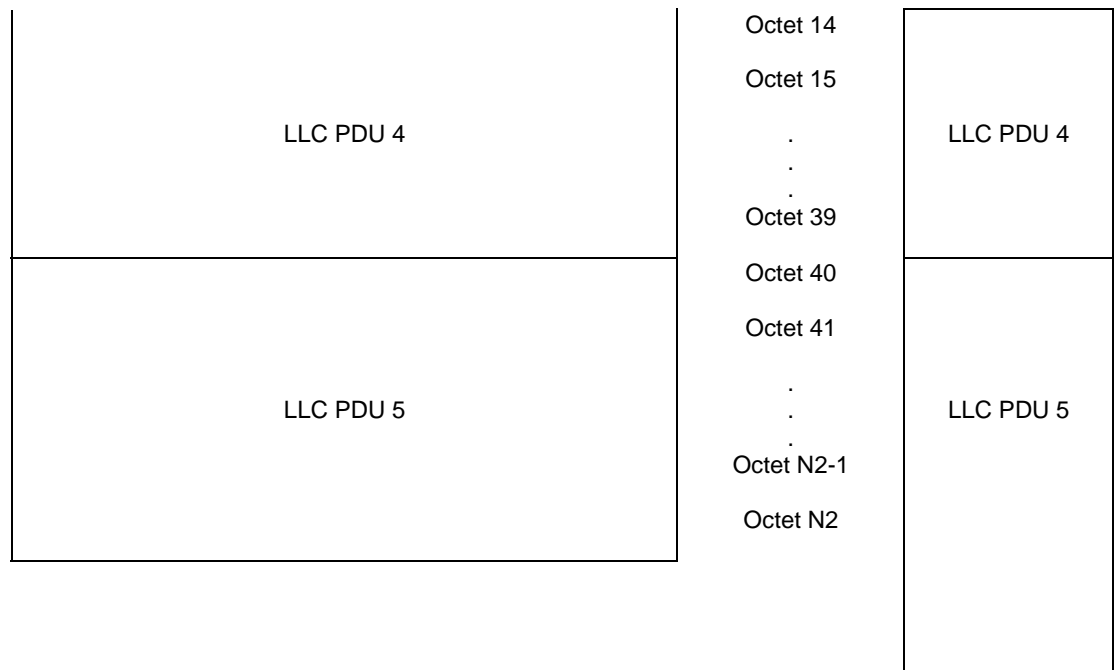 Octet 14
Octet 15
LLC PDU 4 . LLC PDU 4
.
.
Octet 39
Octet 40
Octet 41
.
LLC PDU 5 . LLC PDU 5
.
Octet N2-1
Octet N2